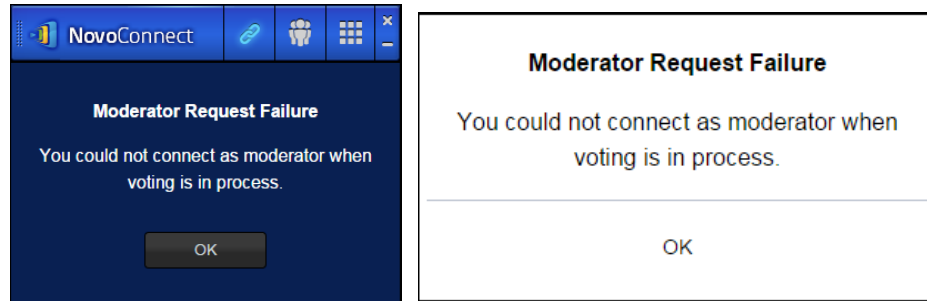 NovoConnect
Moderator Request Failure
You could not connect as moderator when
voting is in process.
OK
Moderator Request Failure
You could not connect as moderator when
voting is in process.
OK